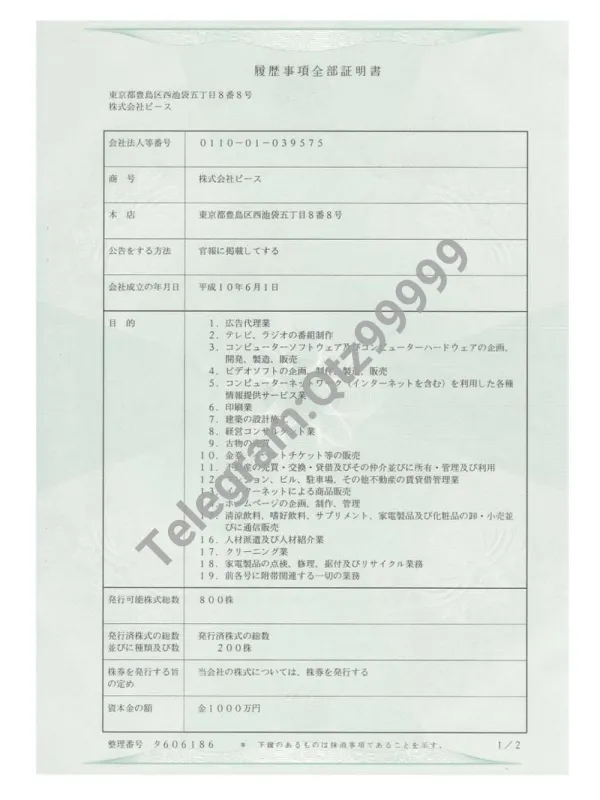 履歴事項全部証明書
東京都豊島区西池袋五丁目8番8号
株式会社ピース
会社法人等番号 0110-01-039575
商 号 株式会社ピース
本 店 東京都豊島区西池袋五丁目8番8号
公告をする方法 官報に掲載してする
会社成立の年月日 平成10年6月1日
目 的 1.広告代理業
2.テレビ、ラジオの番組制作
3.コンピューターソフトウェア及びコンピューターハードウェアの企画、
開発、製造、販売
4.ビデオソフトの企画、制作、製造、販売
5.コンピューターネットワーク(インターネットを含む)を利用した各種
情報提供サービス業
6.印刷業
7.建築の設計施工
8.経営コンサルタント業
9.古物の売買
10.金券、 チケット等の販売
11.不動産の売買・交換・賃借及びその仲介並びに所有・管理及び利用
12. ンション、ビル、駐車場、その他不動産の賃貸借管理業
ターネットによる商品販売
ホームページの企画、制作、管理
清涼飲料、嗜好飲料、サプリメント、家電製品及び化粧品の卸・小売並
びに通信販売
16.人材派遣及び人材紹介業
17.クリーニング業
18.家電製品の点検、修理、据付及びリサイクル業務
19.前各号に附帯関連する一切の業務
発行可能株式総数 800株
発行済株式の総数 発行済株式の総数
並びに種類及び数 200株
株券を発行する旨 当会社の株式については、株券を発行する
の定め
資本金の額 金1000万円
整理番号 タ606186 * 下線のあるものは抹消事項であることを示す。 1/2
Telegram:Qtz99999